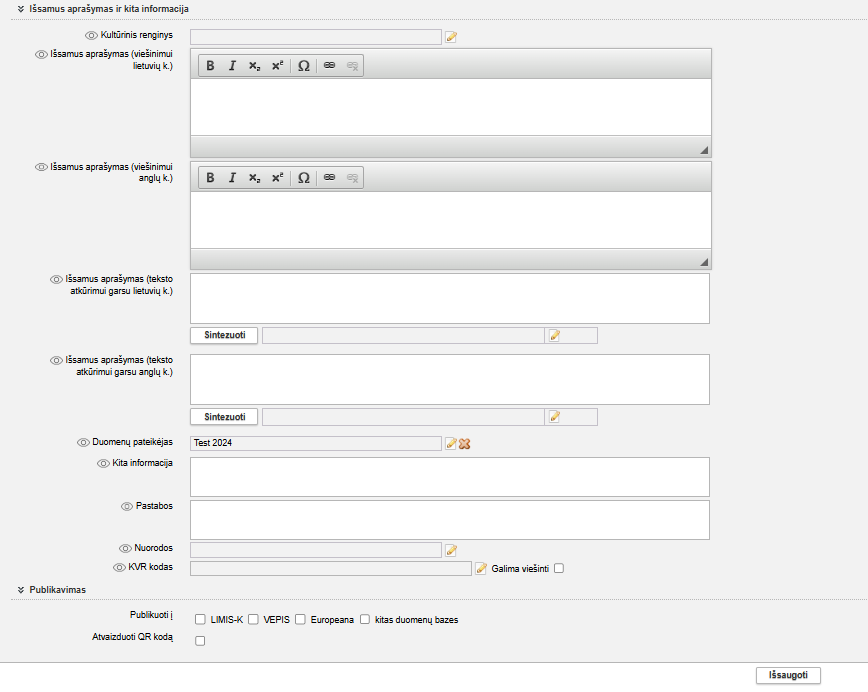 Išsamus aprašymas ir kita informacija
Kultūrinis renginys
Išsamus aprašymas (viešinimui
lietuvių k.)
B I x₂ x² Ω
Išsamus aprašymas (viešinimui
anglų k.)
B I x₂ x² Ω
Išsamus aprašymas (teksto
atkūrimui garsu lietuvių k.)
Sintezuoti
Išsamus aprašymas (teksto
atkūrimui garsu anglų k.)
Sintezuoti
Duomenų pateikėjas Test 2024
Kita informacija
Pastabos
Nuorodos
KVR kodas Galima viešinti
Publikavimas
Publikuoti į LIMIS-K VEPIS Europeana kitas duomenų bazes
Atvaizduoti QR kodą
Išsaugoti